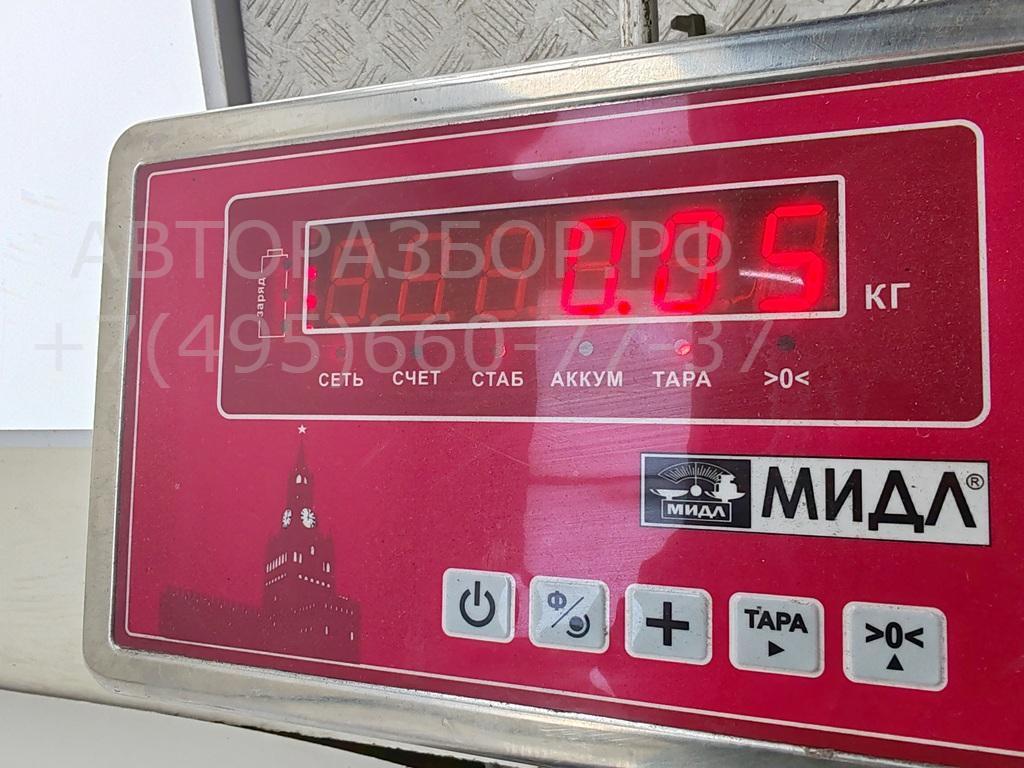 АВТОРАЗБОР.РФ
+7(495)660-77-37
заряд
0.05
КГ
СЕТЬ СЧЕТ СТАБ АККУМ ТАРА >0<
МИДЛ
МИДЛ®
Ф
+
ТАРА
>0<